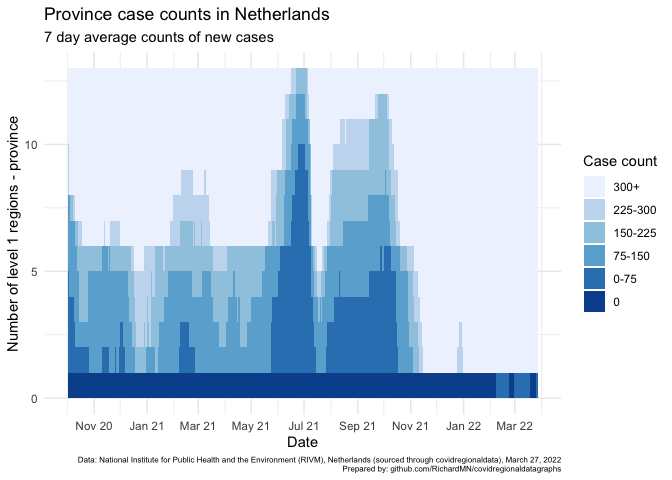 Province case counts in Netherlands
7 day average counts of new cases
Number of level 1 regions - province
10
5
0
Nov 20 Jan 21 Mar 21 May 21 Jul 21 Sep 21 Nov 21 Jan 22 Mar 22
Date
Case count
300+
225-300
150-225
75-150
0-75
0
Data: National Institute for Public Health and the Environment (RIVM), Netherlands (sourced through covidregionaldata), March 27, 2022
Prepared by: github.com/RichardMN/covidregionaldatagraphs